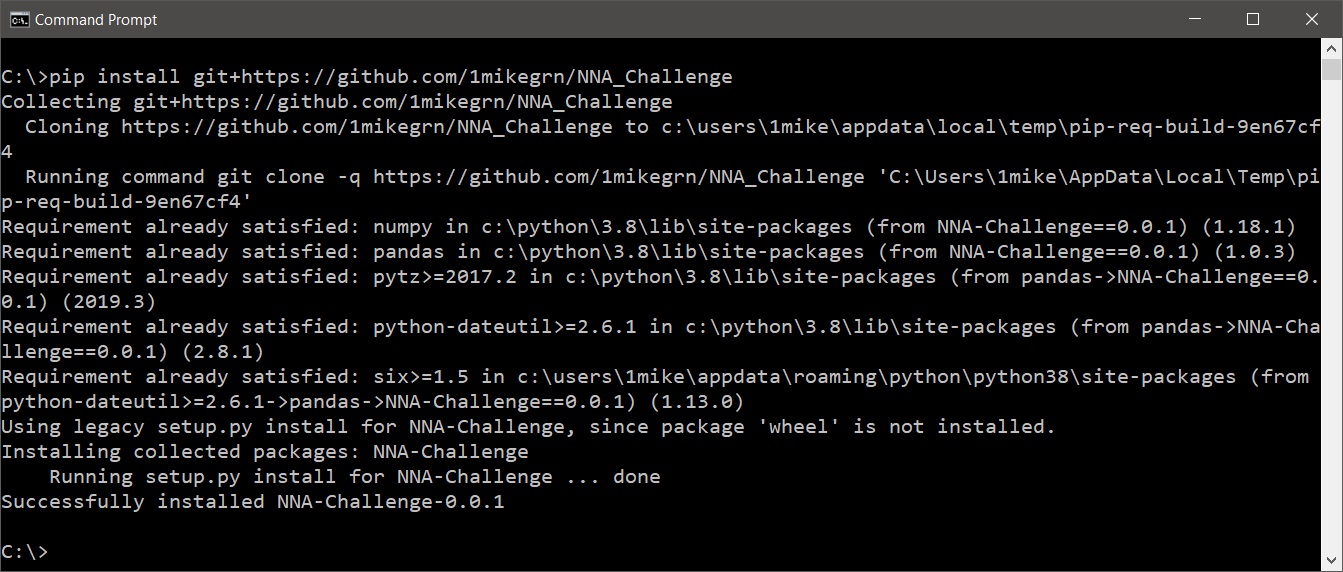 Command Prompt
C:\>pip install git+https://github.com/1mikegrn/NNA_Challenge
Collecting git+https://github.com/1mikegrn/NNA_Challenge
  Cloning https://github.com/1mikegrn/NNA_Challenge to c:\users\1mike\appdata\local\temp\pip-req-build-9en67cf
4
  Running command git clone -q https://github.com/1mikegrn/NNA_Challenge 'C:\Users\1mike\AppData\Local\Temp\pi
p-req-build-9en67cf4'
Requirement already satisfied: numpy in c:\python\3.8\lib\site-packages (from NNA-Challenge==0.0.1) (1.18.1)
Requirement already satisfied: pandas in c:\python\3.8\lib\site-packages (from NNA-Challenge==0.0.1) (1.0.3)
Requirement already satisfied: pytz>=2017.2 in c:\python\3.8\lib\site-packages (from pandas->NNA-Challenge==0.
0.1) (2019.3)
Requirement already satisfied: python-dateutil>=2.6.1 in c:\python\3.8\lib\site-packages (from pandas->NNA-Cha
llenge==0.0.1) (2.8.1)
Requirement already satisfied: six>=1.5 in c:\users\1mike\appdata\roaming\python\python38\site-packages (from
python-dateutil>=2.6.1->pandas->NNA-Challenge==0.0.1) (1.13.0)
Using legacy setup.py install for NNA-Challenge, since package 'wheel' is not installed.
Installing collected packages: NNA-Challenge
    Running setup.py install for NNA-Challenge ... done
Successfully installed NNA-Challenge-0.0.1
C:\>